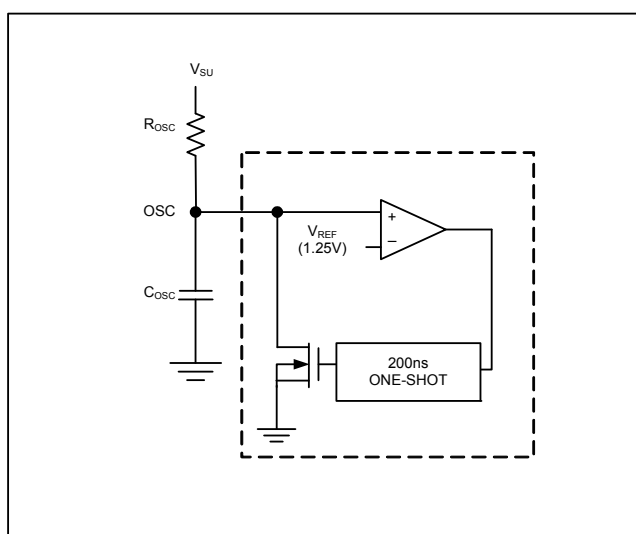 V_SU
R_OSC
OSC
V_REF
(1.25V)
+
−
C_OSC
200ns
ONE-SHOT